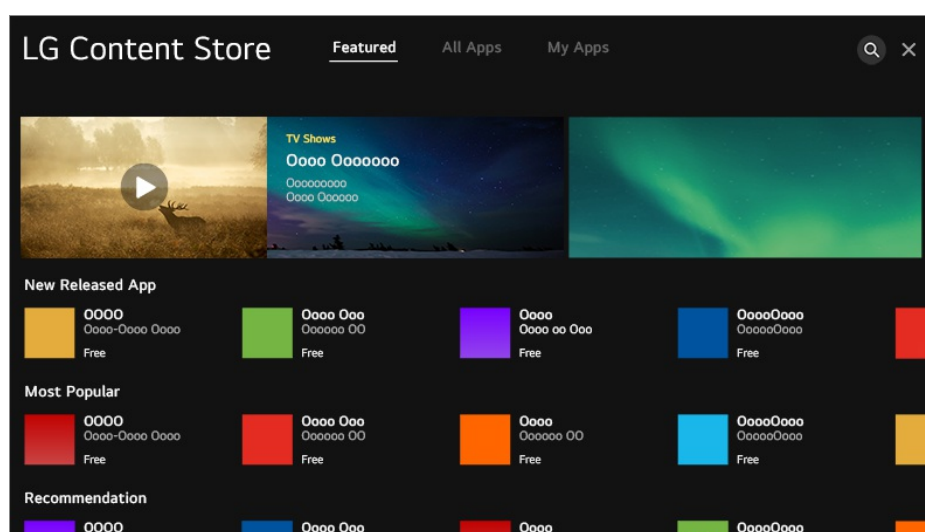 LG Content Store
Featured
All Apps
My Apps
TV Shows
Oooo Ooooooo
Ooooooooo
Oooo Oooooo
New Released App
OOOO
Oooo-Oooo Oooo
Free
Oooo Ooo
Oooooo OO
Free
Oooo
Oooo oo Ooo
Free
OoooOooo
OooooOooo
Free
Most Popular
OOOO
Oooo-Oooo Oooo
Free
Oooo Ooo
Oooooo OO
Free
Oooo
Oooooo OO
Free
OoooOooo
OooooOooo
Free
Recommendation
OOOO
Oooo Ooo
Oooo
OoooOooo